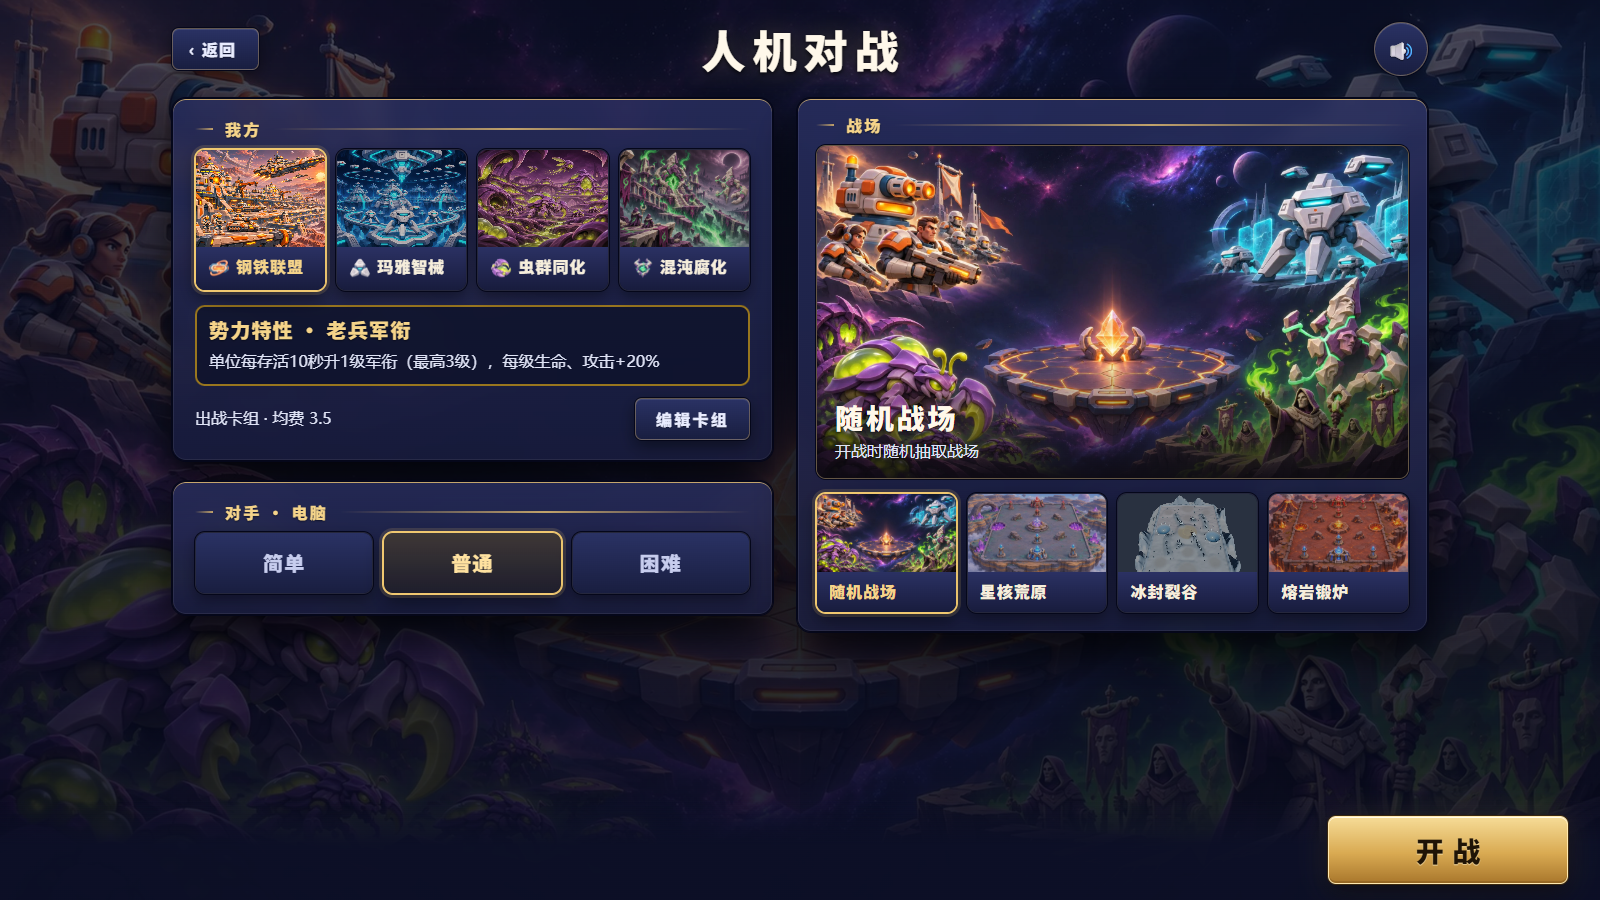 ‹ 返回
人机对战
我方
钢铁联盟
玛雅智械
虫群同化
混沌腐化
势力特性 · 老兵军衔
单位每存活10秒升1级军衔（最高3级），每级生命、攻击+20%
出战卡组 · 均费 3.5
编辑卡组
对手 · 电脑
简单
普通
困难
战场
随机战场
开战时随机抽取战场
随机战场
星核荒原
冰封裂谷
熔岩锻炉
开战